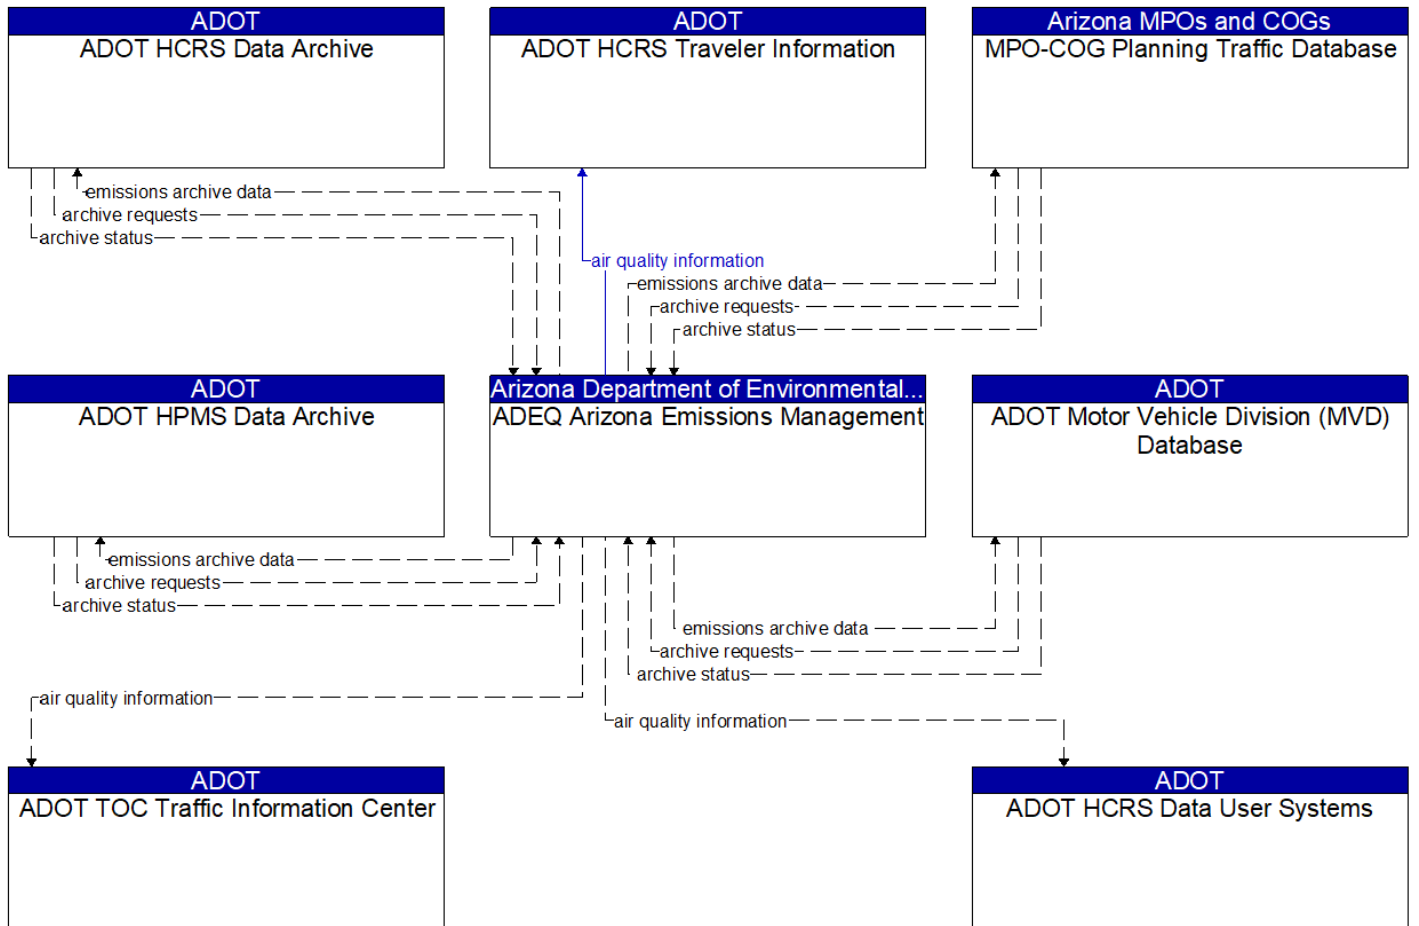 ADOT
ADOT HCRS Data Archive
ADOT
ADOT HCRS Traveler Information
Arizona MPOs and COGs
MPO-COG Planning Traffic Database
emissions archive data
archive requests
archive status
air quality information
emissions archive data
archive requests
archive status
ADOT
ADOT HPMS Data Archive
Arizona Department of Environmental...
ADEQ Arizona Emissions Management
ADOT
ADOT Motor Vehicle Division (MVD)
Database
emissions archive data
archive requests
archive status
emissions archive data
archive requests
archive status
air quality information
air quality information
ADOT
ADOT TOC Traffic Information Center
ADOT
ADOT HCRS Data User Systems